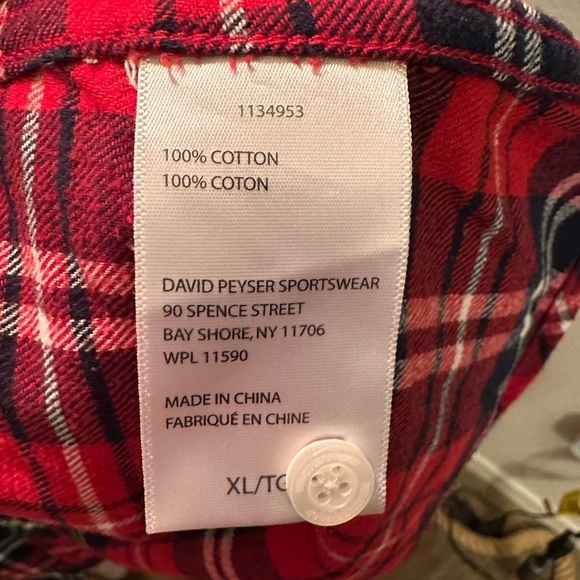 1134953
100% COTTON
100% COTON
DAVID PEYSER SPORTSWEAR
90 SPENCE STREET
BAY SHORE, NY 11706
WPL 11590
MADE IN CHINA
FABRIQUÉ EN CHINE
XL/TG